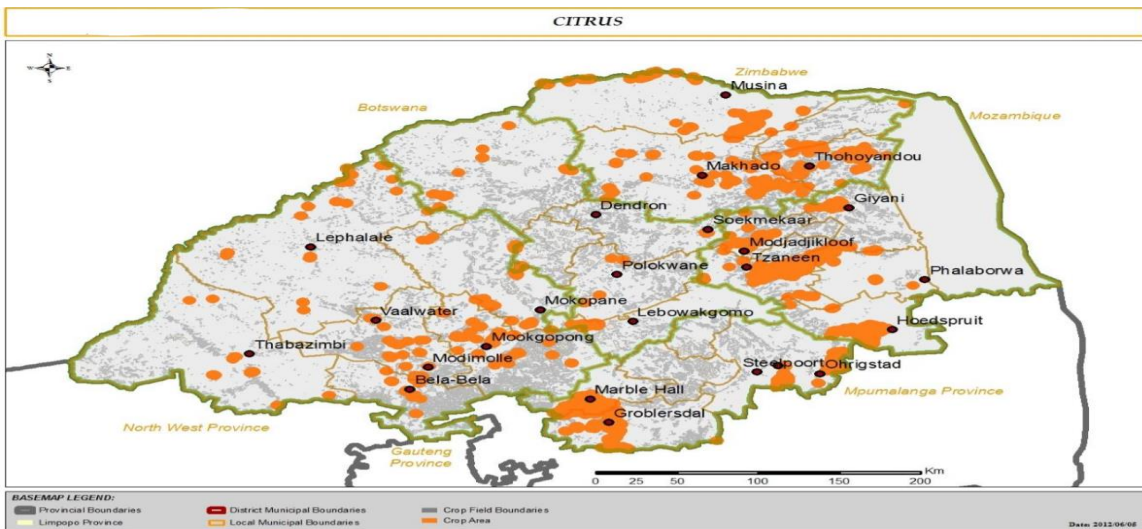 CITRUS
N
W E
S
Zimbabwe
Musina
Botswana
Mozambique
Thohoyandou
Makhado
Giyani
Dendron
Soekmekaar
Lephalale
Modjadjikloof
Tzaneen
Polokwane
Phalaborwa
Mokopane
Vaalwater
Lebowakgomo
Hoedspruit
Mookgopong
Thabazimbi
Modimolle
Steelpoort
Ohrigstad
Bela-Bela
Marble Hall
Mpumalanga Province
Groblersdal
North West Province
Gauteng
Province
Km
0 25 50 100 150 200
BASEMAP LEGEND:
Provincial Boundaries District Municipal Boundaries Crop Field Boundaries
Limpopo Province Local Municipal Boundaries Crop Area
Date: 2012/06/05